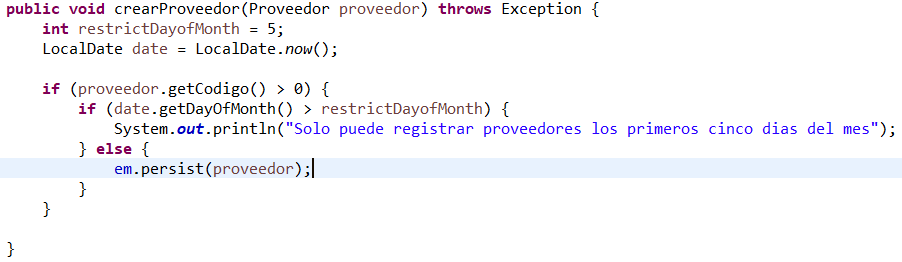 public void crearProveedor(Proveedor proveedor) throws Exception {
    int restrictDayofMonth = 5;
    LocalDate date = LocalDate.now();

    if (proveedor.getCodigo() > 0) {
        if (date.getDayOfMonth() > restrictDayofMonth) {
            System.out.println("Solo puede registrar proveedores los primeros cinco dias del mes");
        } else {
            em.persist(proveedor);
        }
    }

}